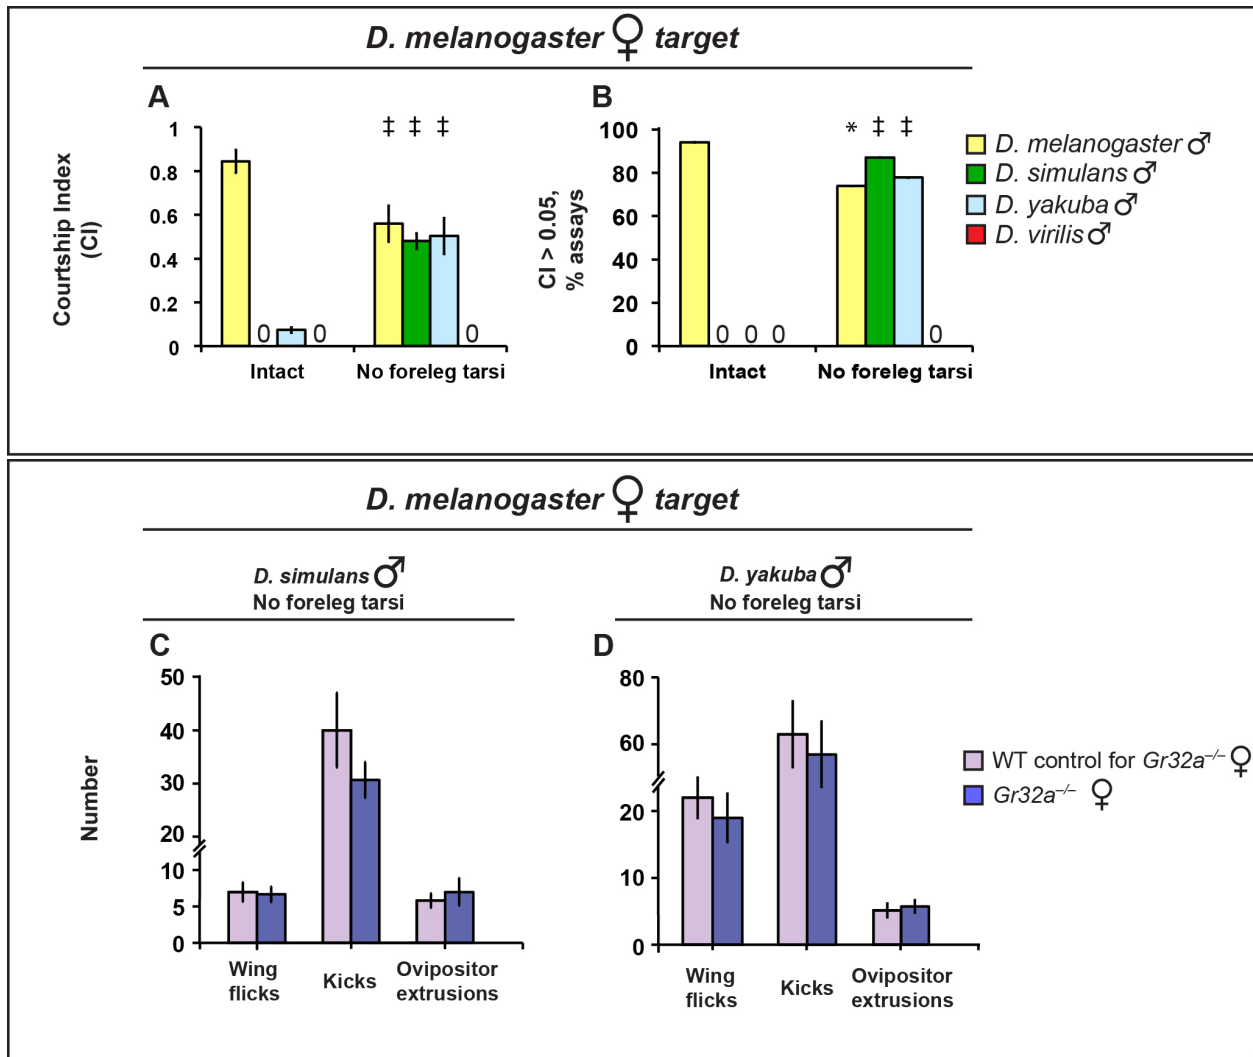 D. melanogaster ♀ target
A
B
Courtship Index
(CI)
1
0.8
0.6
0.4
0.2
0
‡ ‡ ‡
0 0 0
Intact
No foreleg tarsi
CI > 0.05,
% assays
100
80
60
40
20
0
* ‡ ‡
0 0 0 0
Intact
No foreleg tarsi
D. melanogaster ♂
D. simulans ♂
D. yakuba ♂
D. virilis ♂
D. melanogaster ♀ target
D. simulans ♂
No foreleg tarsi
D. yakuba ♂
No foreleg tarsi
C
D
Number
50
40
30
20
10
5
0
Wing
flicks
Kicks
Ovipositor
extrusions
80
60
20
10
0
Wing
flicks
Kicks
Ovipositor
extrusions
WT control for Gr32a–/– ♀
Gr32a–/– ♀